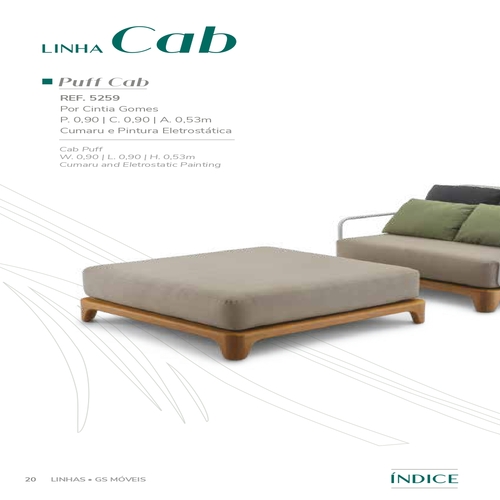 LINHA Cab
Puff Cab
REF. 5259
Por Cintia Gomes
P. 0,90 | C. 0,90 | A. 0,53m
Cumaru e Pintura Eletrostática
Cab Puff
W. 0,90 | L. 0,90 | H. 0,53m
Cumaru and Eletrostatic Painting
20 LINHAS • GS MÓVEIS
ÍNDICE